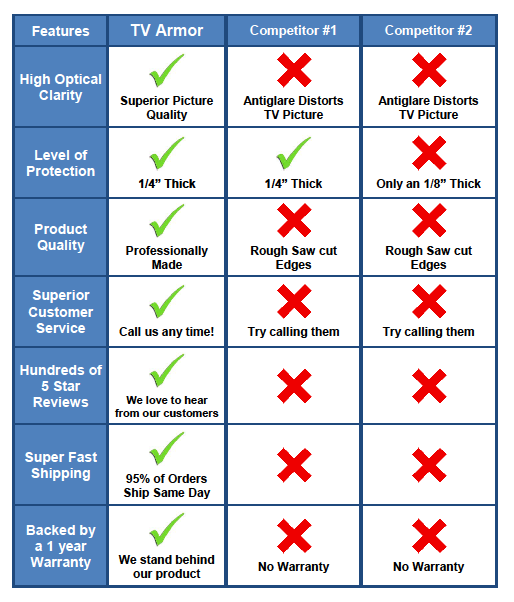 Features
TV Armor
Competitor #1
Competitor #2
High Optical
Clarity
Superior Picture
Quality
Antiglare Distorts
TV Picture
Antiglare Distorts
TV Picture
Level of
Protection
1/4” Thick
1/4” Thick
Only an 1/8” Thick
Product
Quality
Professionally
Made
Rough Saw cut
Edges
Rough Saw cut
Edges
Superior
Customer
Service
Call us any time!
Try calling them
Try calling them
Hundreds of
5 Star
Reviews
We love to hear
from our customers
Super Fast
Shipping
95% of Orders
Ship Same Day
Backed by
a 1 year
Warranty
We stand behind
our product
No Warranty
No Warranty